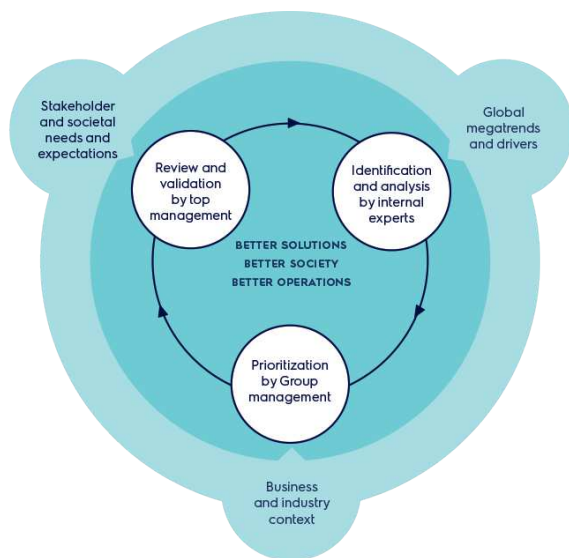 Stakeholder
and societal
needs and
expectations
Global
megatrends
and drivers
Review and
validation
by top
management
Identification
and analysis
by internal
experts
BETTER SOLUTIONS
BETTER SOCIETY
BETTER OPERATIONS
Prioritization
by Group
management
Business
and industry
context